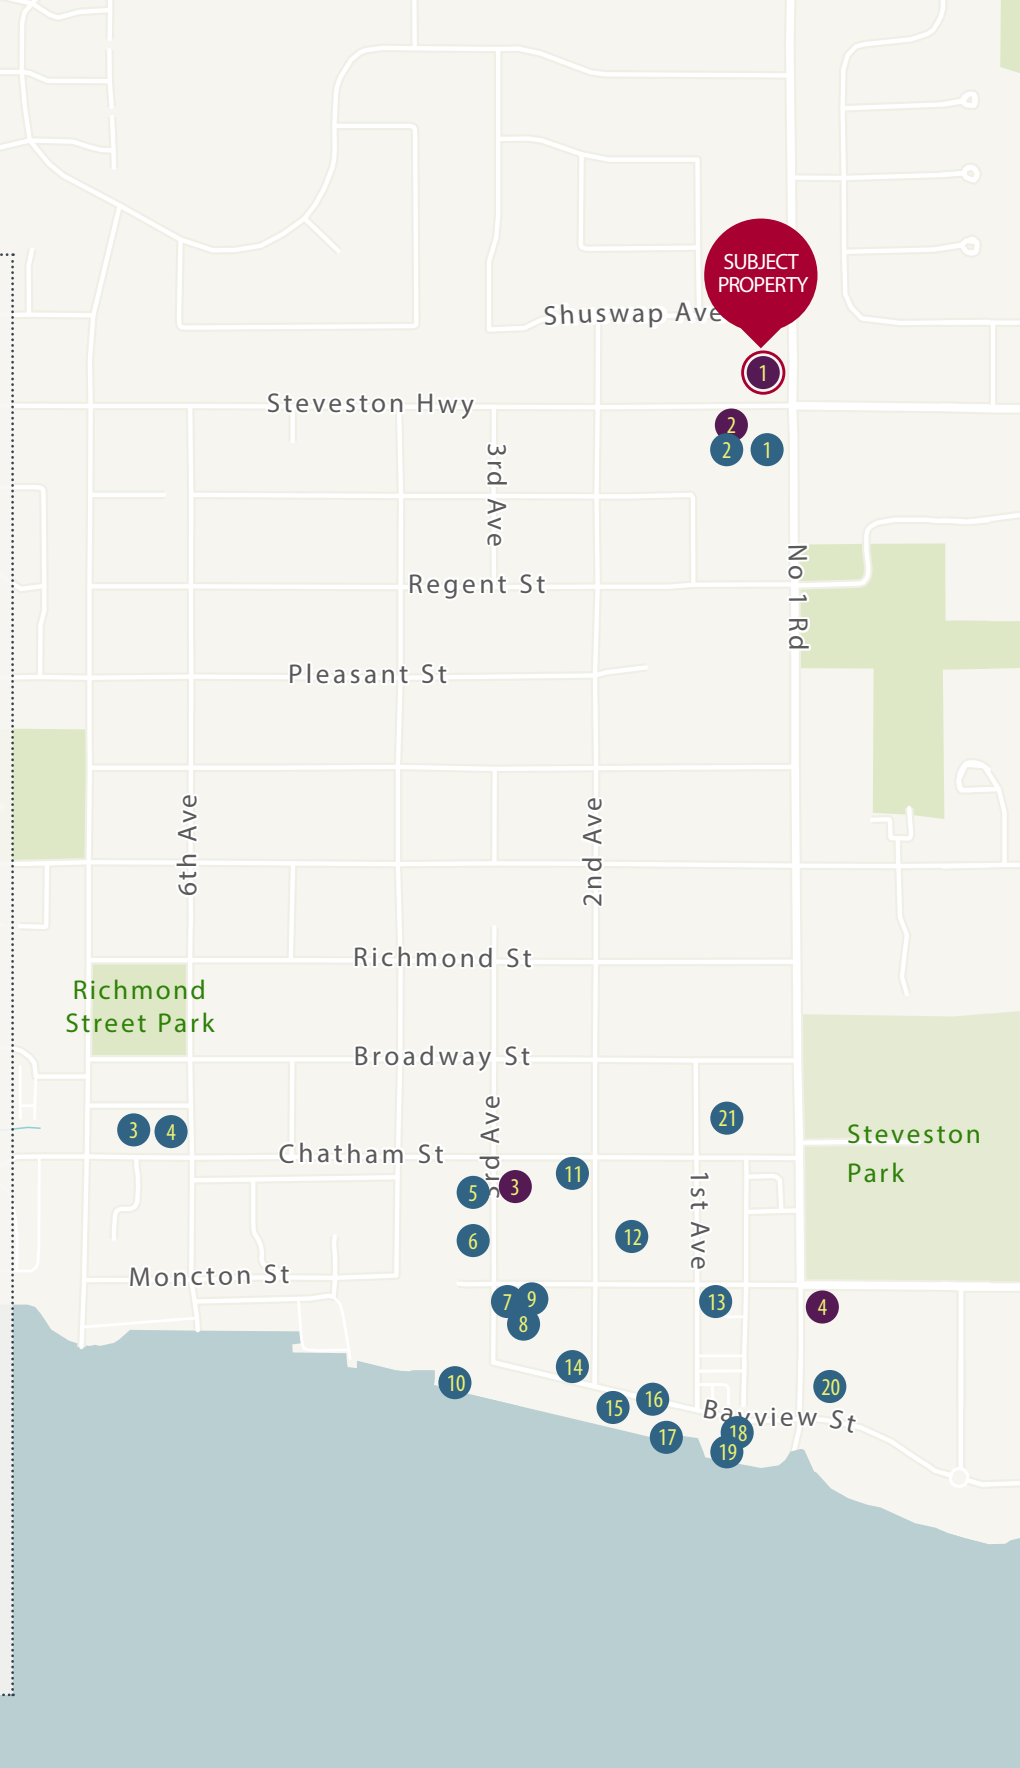 SUBJECT
PROPERTY
Shuswap Ave
1
Steveston Hwy
2
2
1
3rd Ave
No 1 Rd
Regent St
Pleasant St
6th Ave
2nd Ave
Richmond St
Richmond
Street Park
Broadway St
3rd Ave
21
3
4
Steveston
Park
Chatham St
11
5
3
1st Ave
6
12
Moncton St
7
9
8
13
4
14
10
20
16
15
Bayview St
17
18
19